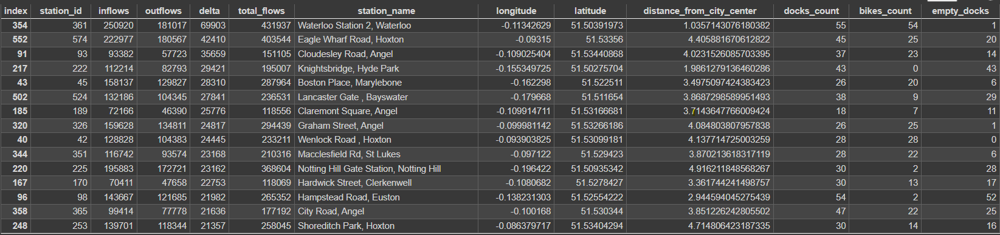 index station_id inflows outflows delta total_flows station_name longitude latitude distance_from_city_center docks_count bikes_count empty_docks
354 361 250920 181017 69903 431937 Waterloo Station 2, Waterloo -0.11342629 51.50391973 1.0357143076180382 55 54 1
552 574 222977 180567 42410 403544 Eagle Wharf Road, Hoxton -0.09315 51.53356 4.405881670612822 45 25 20
91 93 93382 57723 35659 151105 Cloudesley Road, Angel -0.109025404 51.53440868 4.0231526085703395 37 23 14
217 222 112214 82793 29421 195007 Knightsbridge, Hyde Park -0.155349725 51.50275704 1.9861279136460286 43 0 43
43 45 158137 129827 28310 287964 Boston Place, Marylebone -0.162298 51.522511 3.4975097424383423 26 20 6
502 524 132186 104345 27841 236531 Lancaster Gate , Bayswater -0.179668 51.511654 3.8687298589951493 38 9 29
185 189 72166 46390 25776 118556 Claremont Square, Angel -0.109914711 51.53166681 3.7143647766009424 18 7 11
320 326 159628 134811 24817 294439 Graham Street, Angel -0.099981142 51.53266186 4.084803807957838 26 25 1
40 42 128828 104383 24445 233211 Wenlock Road , Hoxton -0.093903825 51.53099181 4.137714725003259 28 28 0
344 351 116742 93574 23168 210316 Macclesfield Rd, St Lukes -0.097122 51.529423 3.870213618317119 28 22 6
220 225 195883 172721 23162 368604 Notting Hill Gate Station, Notting Hill -0.196422 51.50935342 4.916211848568267 30 2 28
167 170 70411 47658 22753 118069 Hardwick Street, Clerkenwell -0.1080682 51.5278427 3.361744241498757 30 13 17
96 98 143667 121685 21982 265352 Hampstead Road, Euston -0.138231303 51.52554222 2.944594045275439 54 2 52
358 365 99414 77778 21636 177192 City Road, Angel -0.100168 51.530344 3.851226242805502 47 22 25
248 253 139701 118344 21357 258045 Shoreditch Park, Hoxton -0.086379717 51.53404294 4.714806423187335 30 14 16